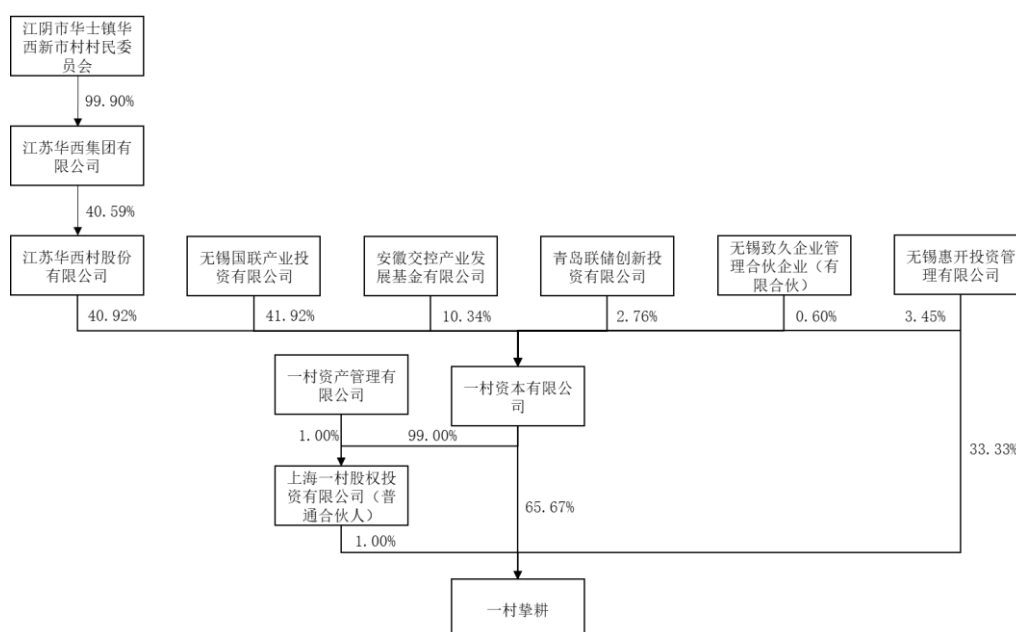 江阴市华士镇华
西新市村村民委
员会
99.90%
江苏华西集团有
限公司
40.59%
江苏华西村股份
有限公司
无锡国联产业投
资有限公司
安徽交控产业发
展基金有限公司
青岛联储创新投
资有限公司
无锡致久企业管
理合伙企业（有
限合伙）
无锡惠开投资管
理有限公司
40.92%
41.92%
10.34%
2.76%
0.60%
3.45%
一村资产管理有
限公司
一村资本有限公
司
1.00%
99.00%
33.33%
上海一村股权投
资有限公司（普
通合伙人）
65.67%
1.00%
一村挚耕